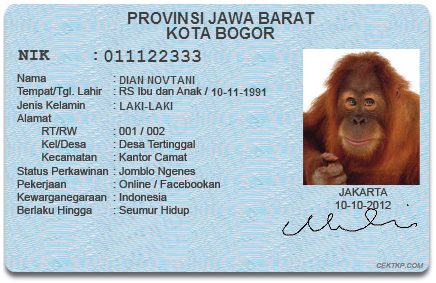 PROVINSI JAWA BARAT
KOTA BOGOR
NIK : 011122333
Nama : DIAN NOVTANI
Tempat/Tgl. Lahir : RS Ibu dan Anak / 10-11-1991
Jenis Kelamin : LAKI-LAKI
Alamat
RT/RW : 001 / 002
Kel/Desa : Desa Tertinggal
Kecamatan : Kantor Camat
Status Perkawinan : Jomblo Ngenes
Pekerjaan : Online / Facebookan
Kewarganegaraan : Indonesia
Berlaku Hingga : Seumur Hidup
JAKARTA
10-10-2012
CEKTKP.COM